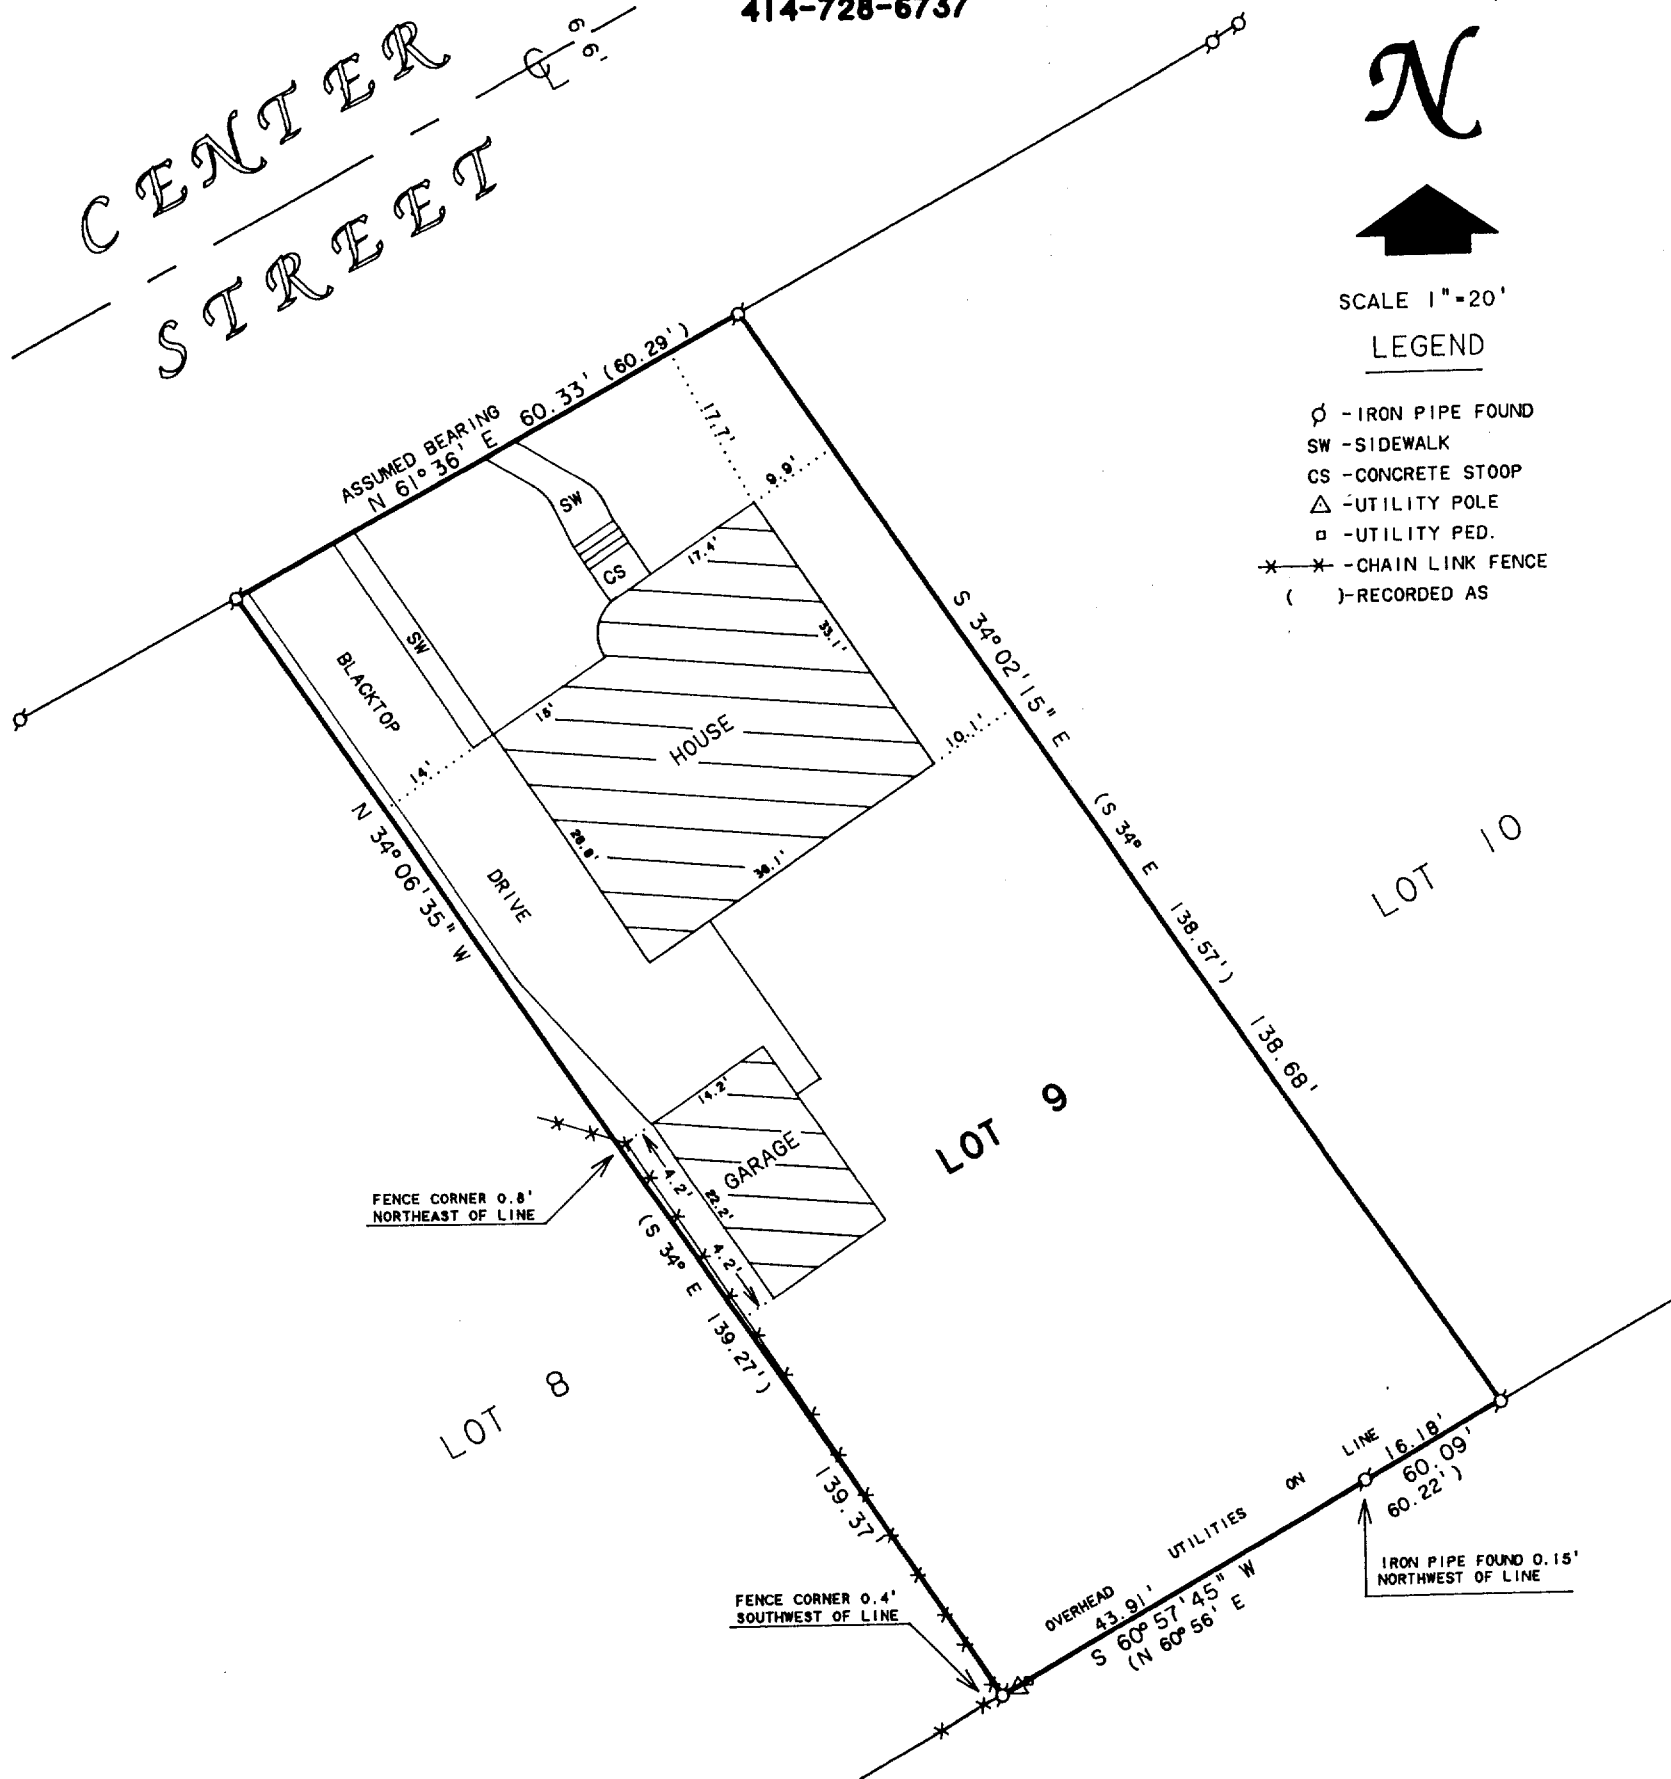 414-728-6737
CENTER
STREET
66'
CL
N
SCALE 1"=20'
LEGEND
-IRON PIPE FOUND
SW -SIDEWALK
CS -CONCRETE STOOP
-UTILITY POLE
-UTILITY PED.
-CHAIN LINK FENCE
( )-RECORDED AS
ASSUMED BEARING
N 61° 36' E 60.33' (60.29')
17.7'
9.9'
SW
CS
17.4'
33.1'
SW
BLACKTOP
15'
HOUSE
14'
10.1'
S 34° 02' 15" E (S 34° E 138.57') 138.68'
N 34° 06' 35" W
28.8'
36.1'
DRIVE
LOT 10
14.2'
GARAGE
22.2'
4.2'
4.2'
LOT 9
FENCE CORNER 0.8'
NORTHEAST OF LINE
(S 34° E 139.27')
139.37'
LOT 8
OVERHEAD UTILITIES ON LINE
16.18'
60.09'
60.22')
43.91'
S 60° 57' 45" W
(N 60° 56' E
IRON PIPE FOUND 0.15'
NORTHWEST OF LINE
FENCE CORNER 0.4'
SOUTHWEST OF LINE